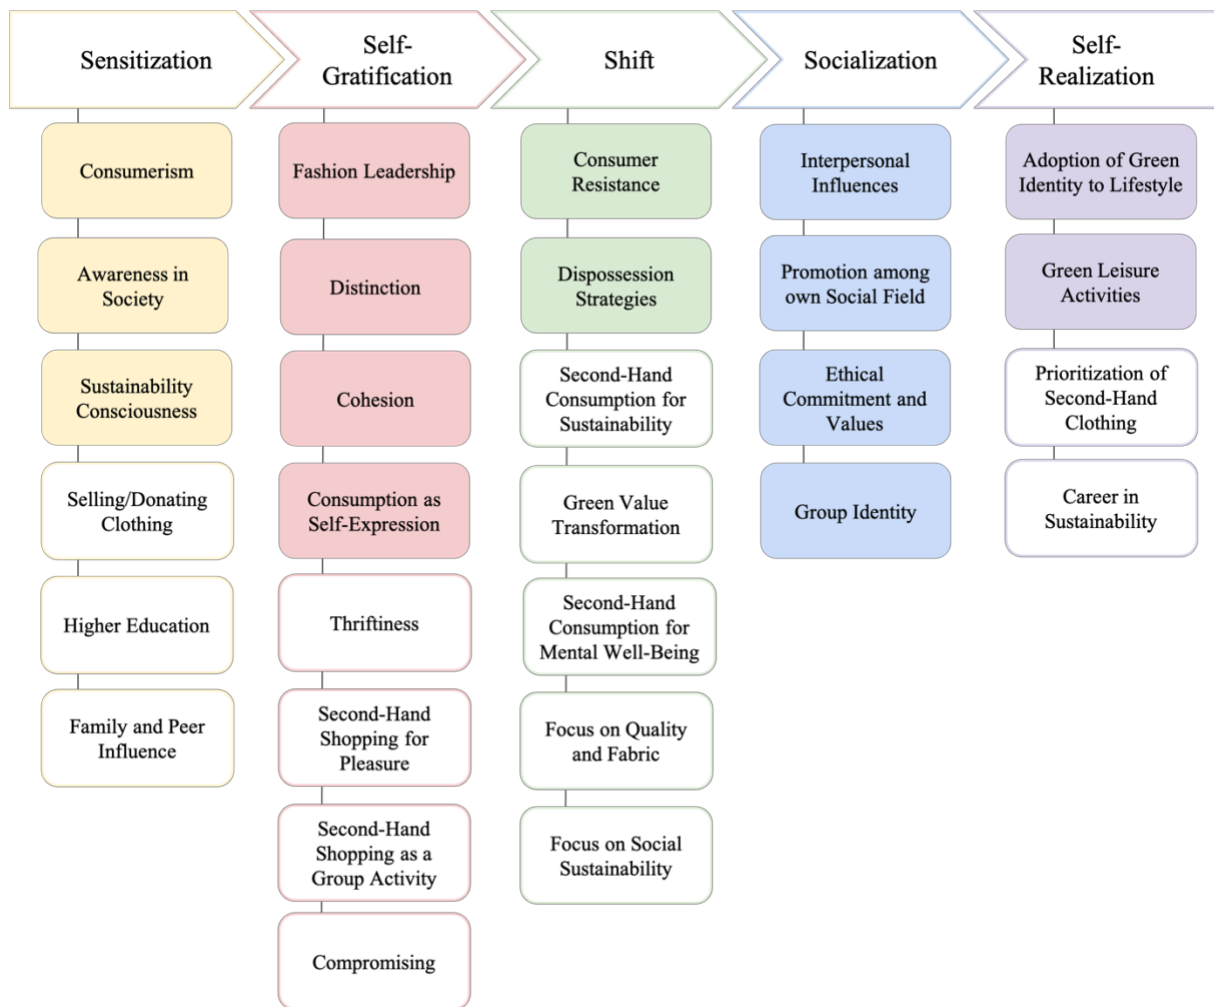 Sensitization
Self-
Gratification
Shift
Socialization
Self-
Realization
Consumerism
Awareness in
Society
Sustainability
Consciousness
Selling/Donating
Clothing
Higher Education
Family and Peer
Influence
Fashion Leadership
Distinction
Cohesion
Consumption as
Self-Expression
Thriftiness
Second-Hand
Shopping for
Pleasure
Second-Hand
Shopping as a
Group Activity
Compromising
Consumer
Resistance
Dispossession
Strategies
Second-Hand
Consumption for
Sustainability
Green Value
Transformation
Second-Hand
Consumption for
Mental Well-Being
Focus on Quality
and Fabric
Focus on Social
Sustainability
Interpersonal
Influences
Promotion among
own Social Field
Ethical
Commitment and
Values
Group Identity
Adoption of Green
Identity to Lifestyle
Green Leisure
Activities
Prioritization of
Second-Hand
Clothing
Career in
Sustainability